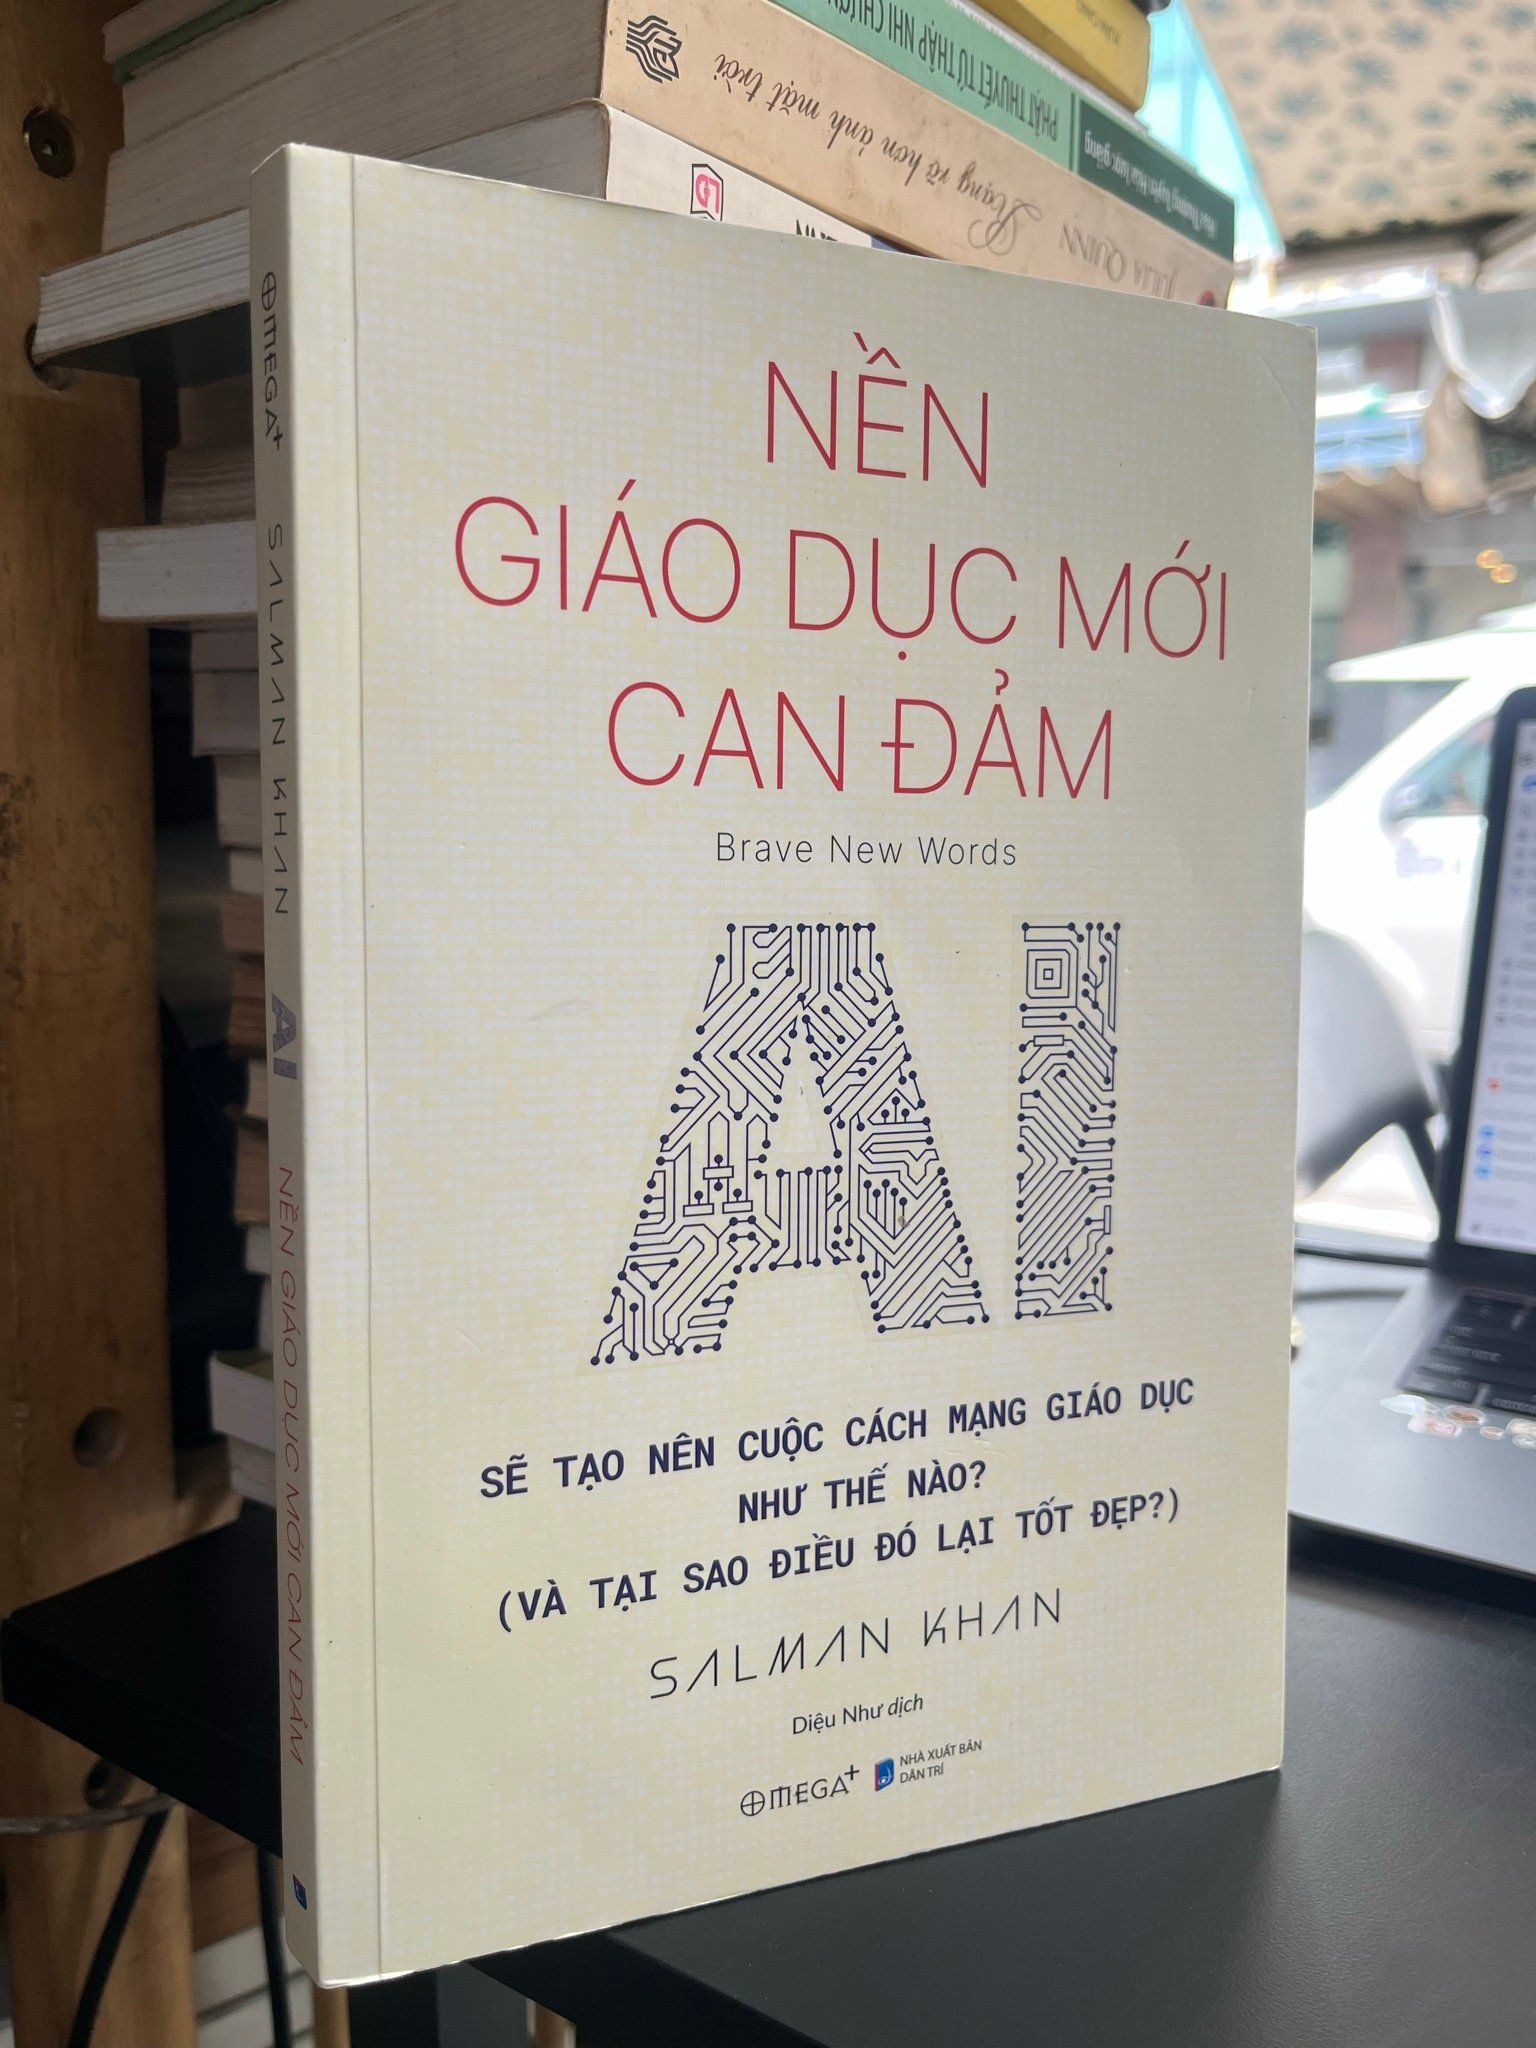 PHẬT THUYẾT TỨ THẬP NHỊ CHƯƠNG
Rạng rỡ hơn ánh mặt trời
JULIA QUINN
OMEGA+
SALMAN KHAN
AI
NỀN GIÁO DỤC MỚI CAN ĐẢM
NỀN
GIÁO DỤC MỚI
CAN ĐẢM
Brave New Words
AI
SẼ TẠO NÊN CUỘC CÁCH MẠNG GIÁO DỤC
NHƯ THẾ NÀO?
(VÀ TẠI SAO ĐIỀU ĐÓ LẠI TỐT ĐẸP?)
SALMAN KHAN
Diệu Như dịch
OMEGA+
NHÀ XUẤT BẢN
DÂN TRÍ